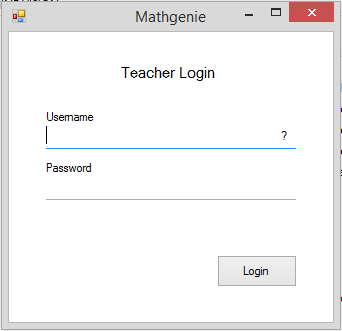 Mathgenie
Teacher Login
Username
?
Password
Login